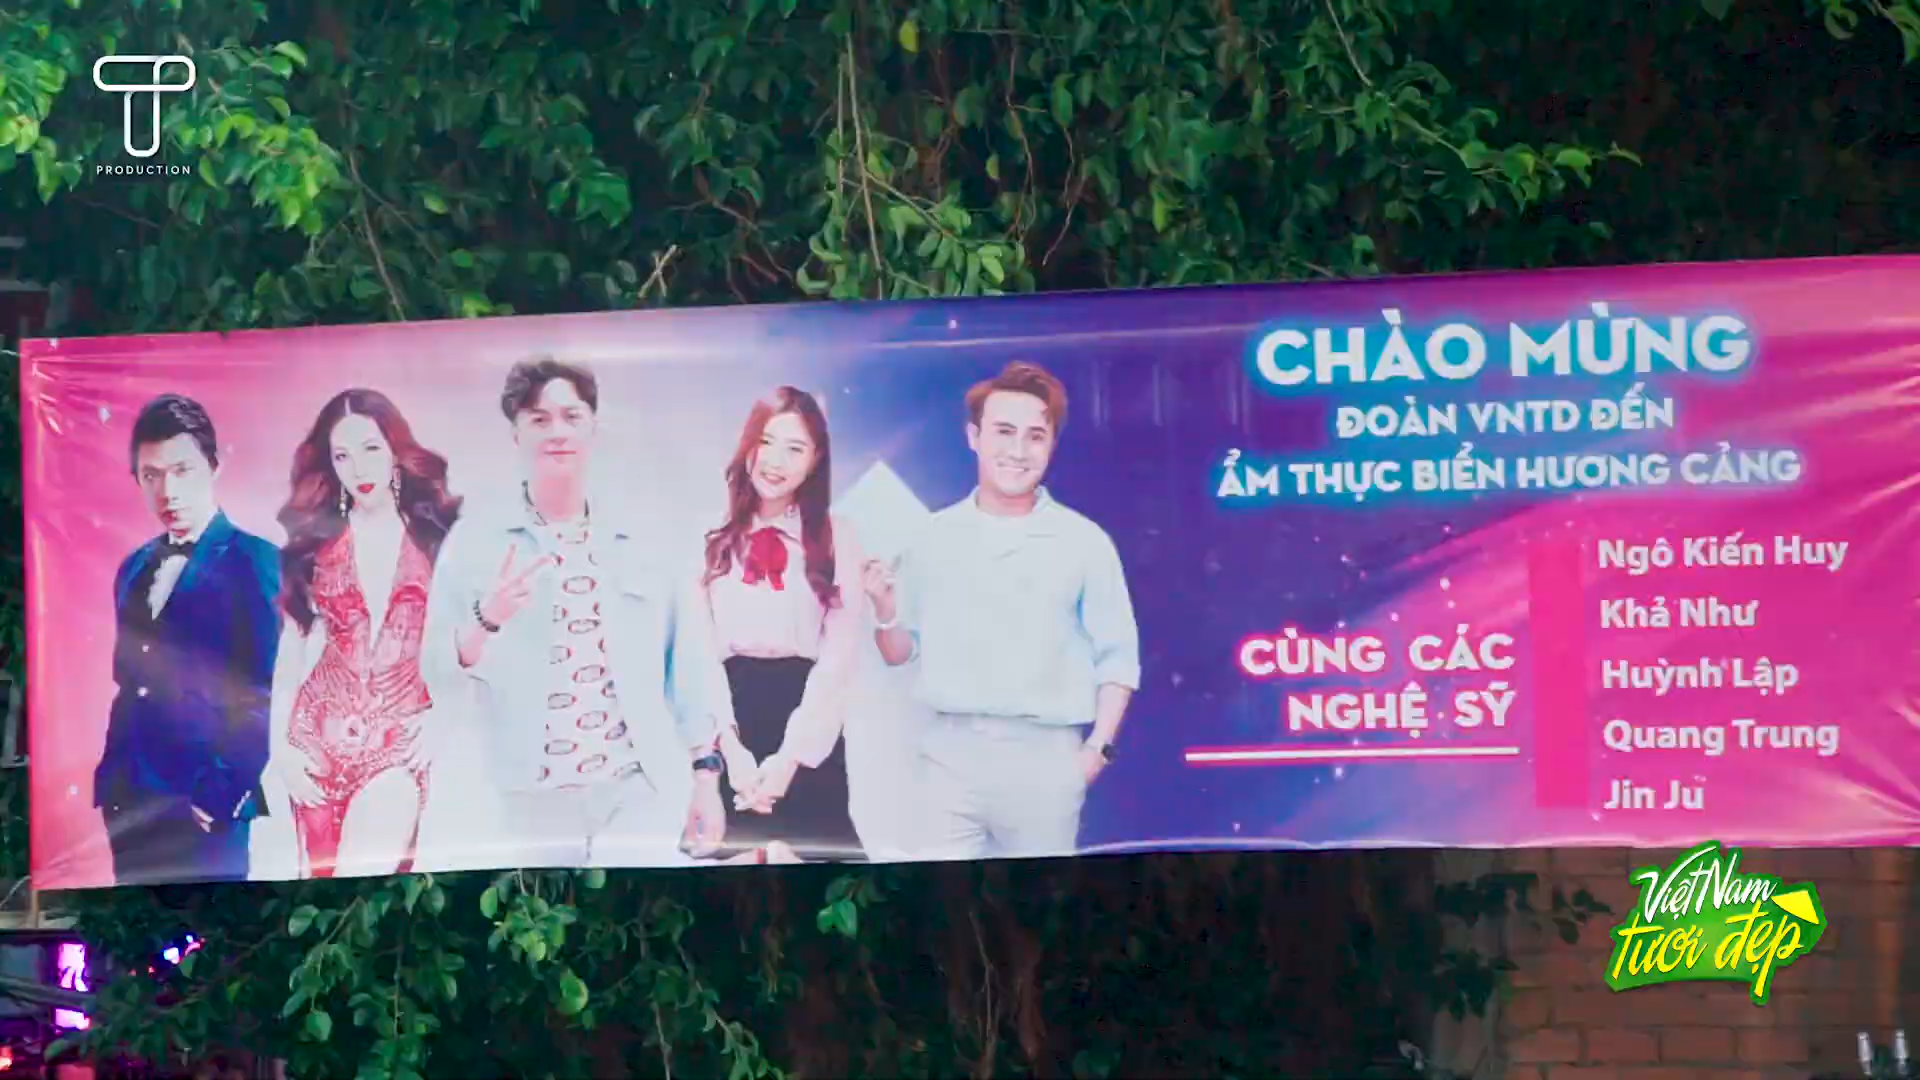 PRODUCTION
CHÀO MỪNG
ĐOÀN VNTD ĐẾN
ẨM THỰC BIỂN HƯƠNG CẢNG
CÙNG CÁC
NGHỆ SỸ
Ngô Kiến Huy
Khả Như
Huỳnh Lập
Quang Trung
Jin Ju
Việt Nam
tươi đẹp